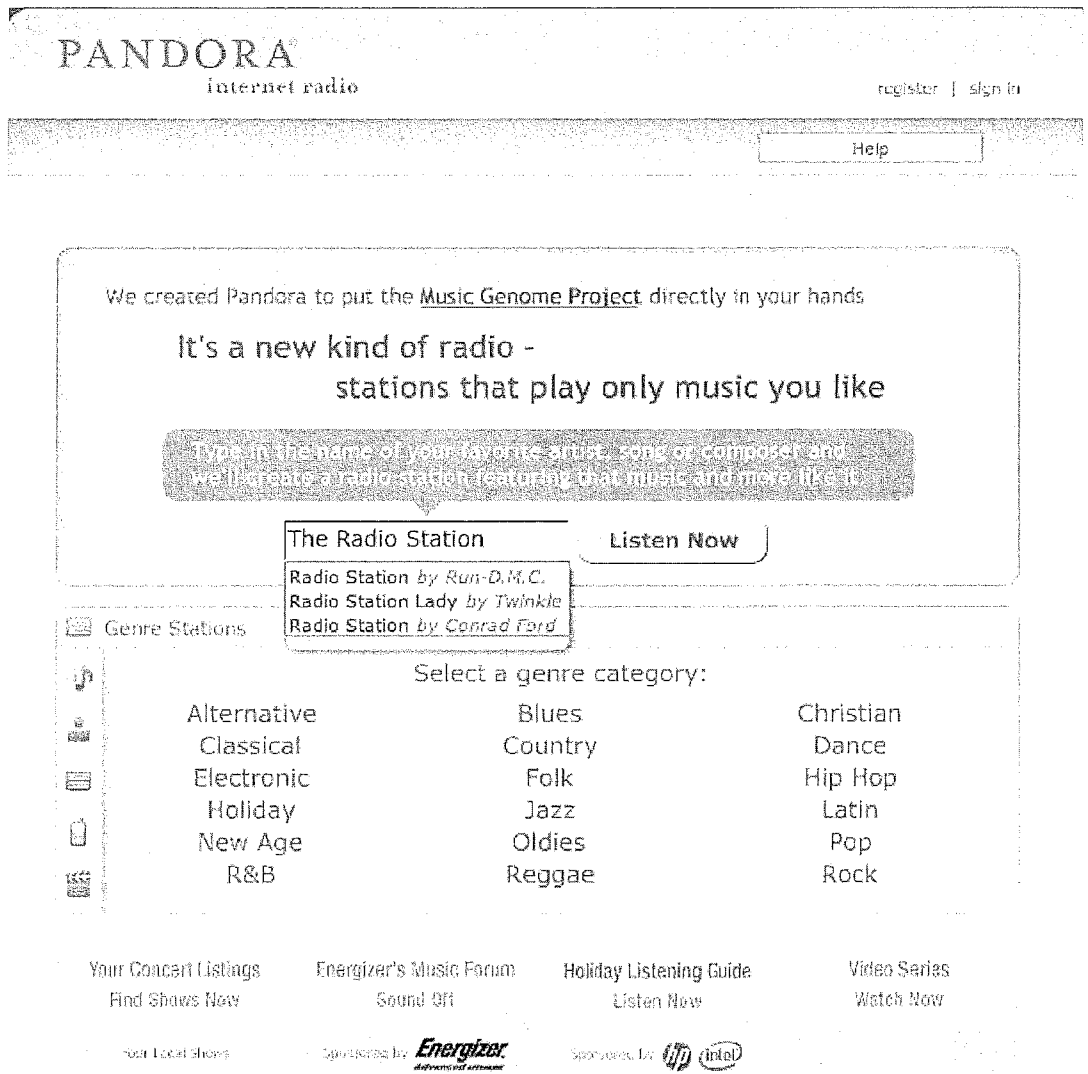 PANDORA®
internet radio
register | sign in
Help
We created Pandora to put the Music Genome Project directly in your hands
It's a new kind of radio -
stations that play only music you like
Type in the name of your favorite artist, song or composer and
we'll create a radio station featuring that music and more like it
The Radio Station
Listen Now
Radio Station by Run-D.M.C.
Radio Station Lady by Twinkle
Radio Station by Conrad Ford
Genre Stations
Select a genre category:
Alternative Blues Christian
Classical Country Dance
Electronic Folk Hip Hop
Holiday Jazz Latin
New Age Oldies Pop
R&B Reggae Rock
Your Concert Listings Energizer's Music Forum Holiday Listening Guide Video Series
Find Shows Now Sound Off Listen Now Watch Now
Your Local Shows Sponsored by Energizer Sponsored by hp intel